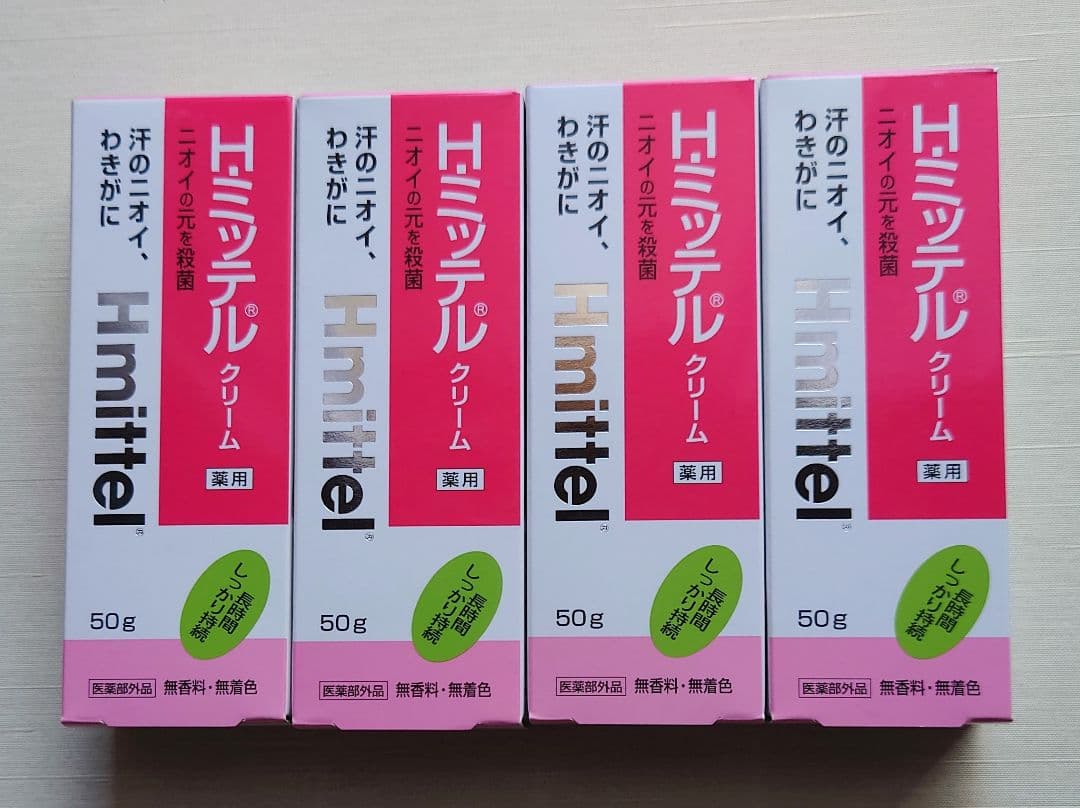 H・ミッテル®クリーム
薬用
ニオイの元を殺菌
汗のニオイ、
わきがに
Hmittel®
長時間
しっかり持続
50g
医薬部外品 無香料・無着色
H・ミッテル®クリーム
薬用
ニオイの元を殺菌
汗のニオイ、
わきがに
Hmittel®
長時間
しっかり持続
50g
医薬部外品 無香料・無着色
H・ミッテル®クリーム
薬用
ニオイの元を殺菌
汗のニオイ、
わきがに
Hmittel®
長時間
しっかり持続
50g
医薬部外品 無香料・無着色
H・ミッテル®クリーム
薬用
ニオイの元を殺菌
汗のニオイ、
わきがに
Hmittel®
長時間
しっかり持続
50g
医薬部外品 無香料・無着色